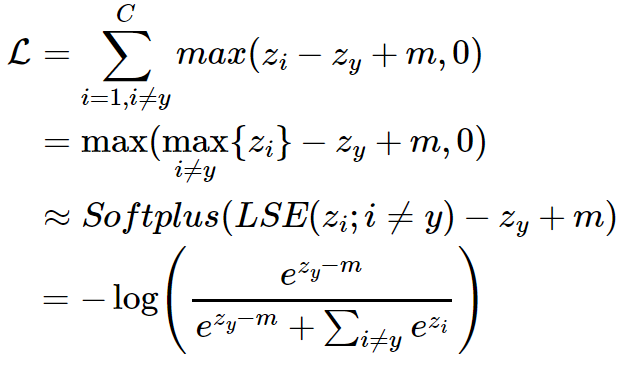 ℒ = ∑_{i=1,i≠y}^{C} max(z_i − z_y + m, 0)
= max(max_{i≠y}{z_i} − z_y + m, 0)
≈ Softplus(LSE(z_i; i ≠ y) − z_y + m)
= − log( e^{z_y−m} / (e^{z_y−m} + ∑_{i≠y} e^{z_i}) )